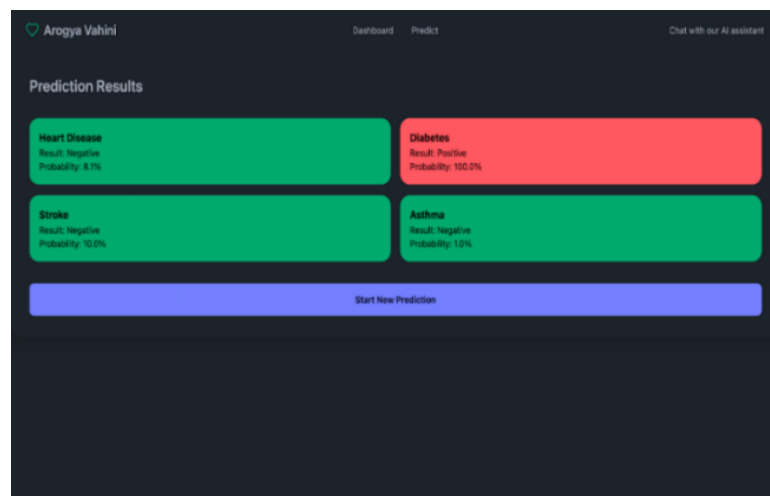 Arogya Vahini
Dashboard
Predict
Chat with our AI assistant
Prediction Results
Heart Disease
Result: Negative
Probability: 8.1%
Diabetes
Result: Positive
Probability: 100.0%
Stroke
Result: Negative
Probability: 10.0%
Asthma
Result: Negative
Probability: 1.0%
Start New Prediction